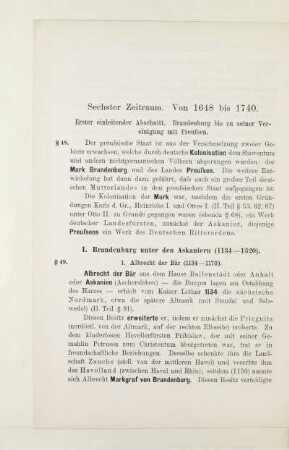 Sechster Zeitraum. Von 1648 bis 1740.
Erster einleitender Abschnitt. Brandenburg bis zu seiner Ver-
einigung mit Preußen.
§ 48. Der preußische Staat ist aus der Verschmelzung zweier Ge-
biete erwachsen, welche durch deutsche Kolonisation dem Slawentum
und andern nichtgermanischen Völkern abgerungen wurden: der
Mark Brandenburg und des Landes Preußen. Die weitere Ent-
wickelung hat dann dazu geführt, daß auch ein großer Teil deutschen
Mutterlandes in den preußischen Staat aufgegangen ist.
Die Kolonisation der Mark war, nachdem die ersten Grün-
dungen Karls d. Gr., Heinrichs I. und Ottos I. (II. Teil § 53. 62. 67)
unter Otto II. zu Grunde gegangen waren (ebenda § 68), ein Werk
deutscher Landesfürsten, zunächst der Askanier, diejenige
Preußens ein Werk des Deutschen Ritterordens.
I. Brandenburg unter den Askaniern (1134—1320).
§ 49. 1. Albrecht der Bär (1134—1170).
Albrecht der Bär aus dem Hause Ballenstädt oder Anhalt
oder Askanien (Aschersleben) — die Burgen lagen am Ostabhang
des Harzes — erhielt vom Kaiser Lothar 1134 die sächsische
Nordmark, etwa die spätere Altmark (mit Stendal und Salz-
wedel) (II. Teil § 91).
Diesen Besitz erweiterte er, indem er zunächst die Priegnitz
(nordöstl. von der Altmark, auf der rechten Elbseite) eroberte. Zu
dem kinderlosen Hevellerfürsten Pribislav, der mit seiner Ge-
mahlin Petrussa zum Christentum übergetreten war, trat er in
freundschaftliche Beziehungen. Derselbe schenkte ihm die Land-
schaft Zauche (südl. von der mittleren Havel) und vererbte ihm
das Havelland (zwischen Havel und Rhin); seitdem (1150) nannte
sich Albrecht Markgraf von Brandenburg. Diesen Besitz verteidigte